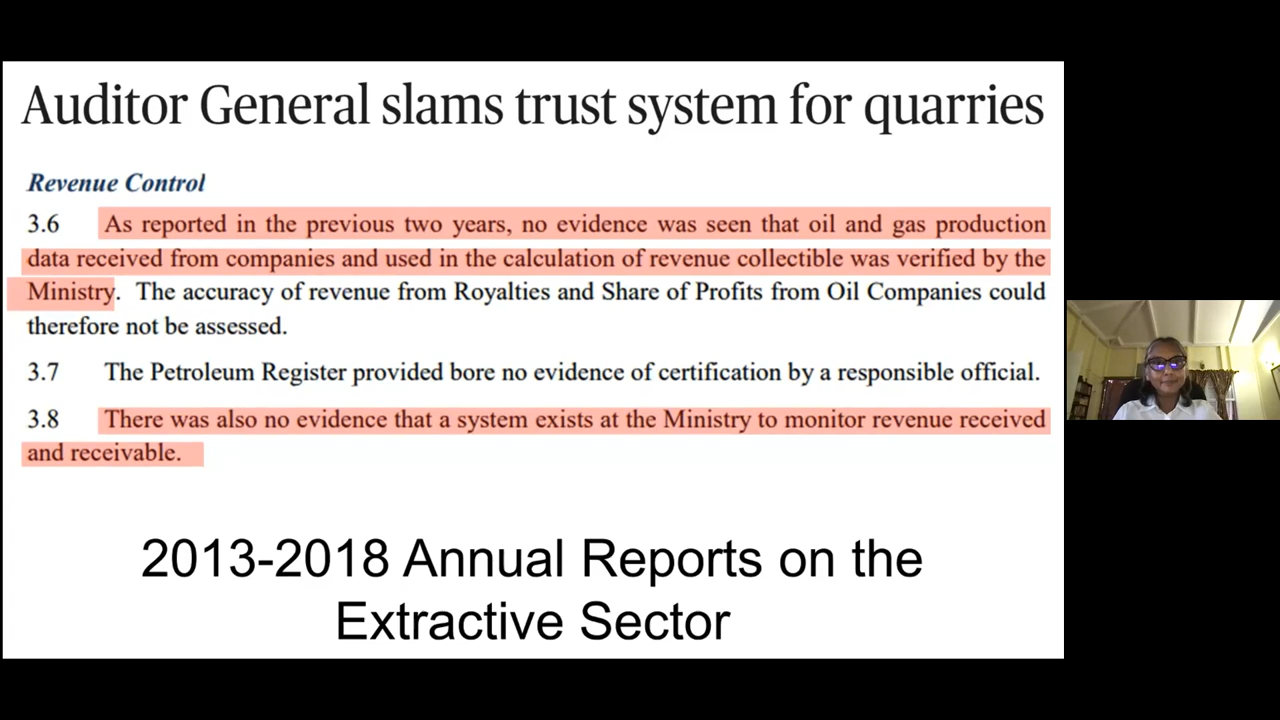 Auditor General slams trust system for quarries
Revenue Control
3.6 As reported in the previous two years, no evidence was seen that oil and gas production
data received from companies and used in the calculation of revenue collectible was verified by the
Ministry. The accuracy of revenue from Royalties and Share of Profits from Oil Companies could
therefore not be assessed.
3.7 The Petroleum Register provided bore no evidence of certification by a responsible official.
3.8 There was also no evidence that a system exists at the Ministry to monitor revenue received
and receivable.
2013-2018 Annual Reports on the
Extractive Sector